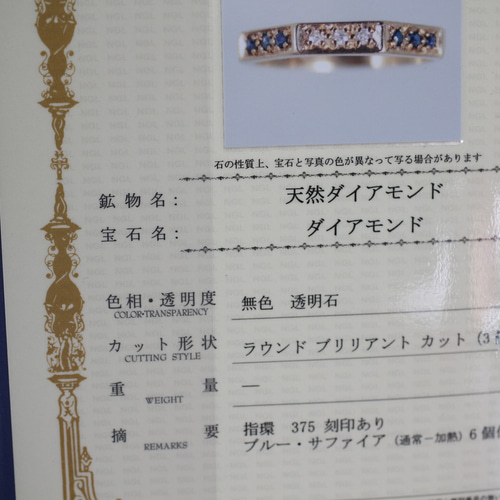 石の性質上、宝石と写真の色が異なって写る場合があります
鉱物名： 天然ダイアモンド
宝石名： ダイアモンド
色相・透明度 無色 透明石
COLOR・TRANSPARENCY
カット形状 ラウンド ブリリアント カット (3
CUTTING STYLE
重量 —
WEIGHT
摘要 指環 375 刻印あり
REMARKS ブルー・サファイア (通常－加熱) 6個